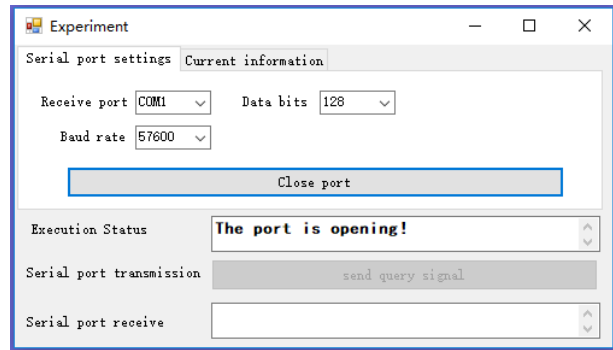 Experiment
Serial port settings Current information
Receive port COM1 Data bits 128
Baud rate 57600
Close port
Execution Status The port is opening!
Serial port transmission send query signal
Serial port receive